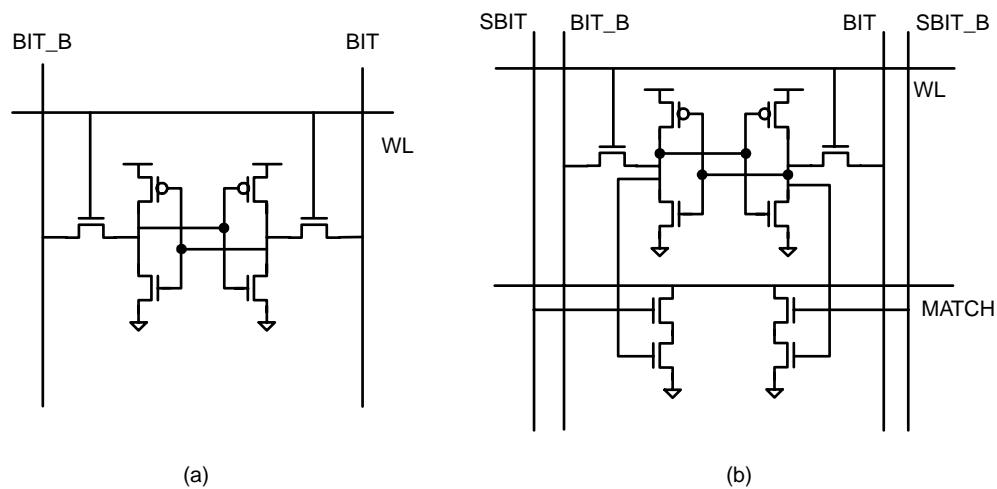 BIT_B
BIT
WL
(a)
SBIT
BIT_B
BIT
SBIT_B
WL
MATCH
(b)